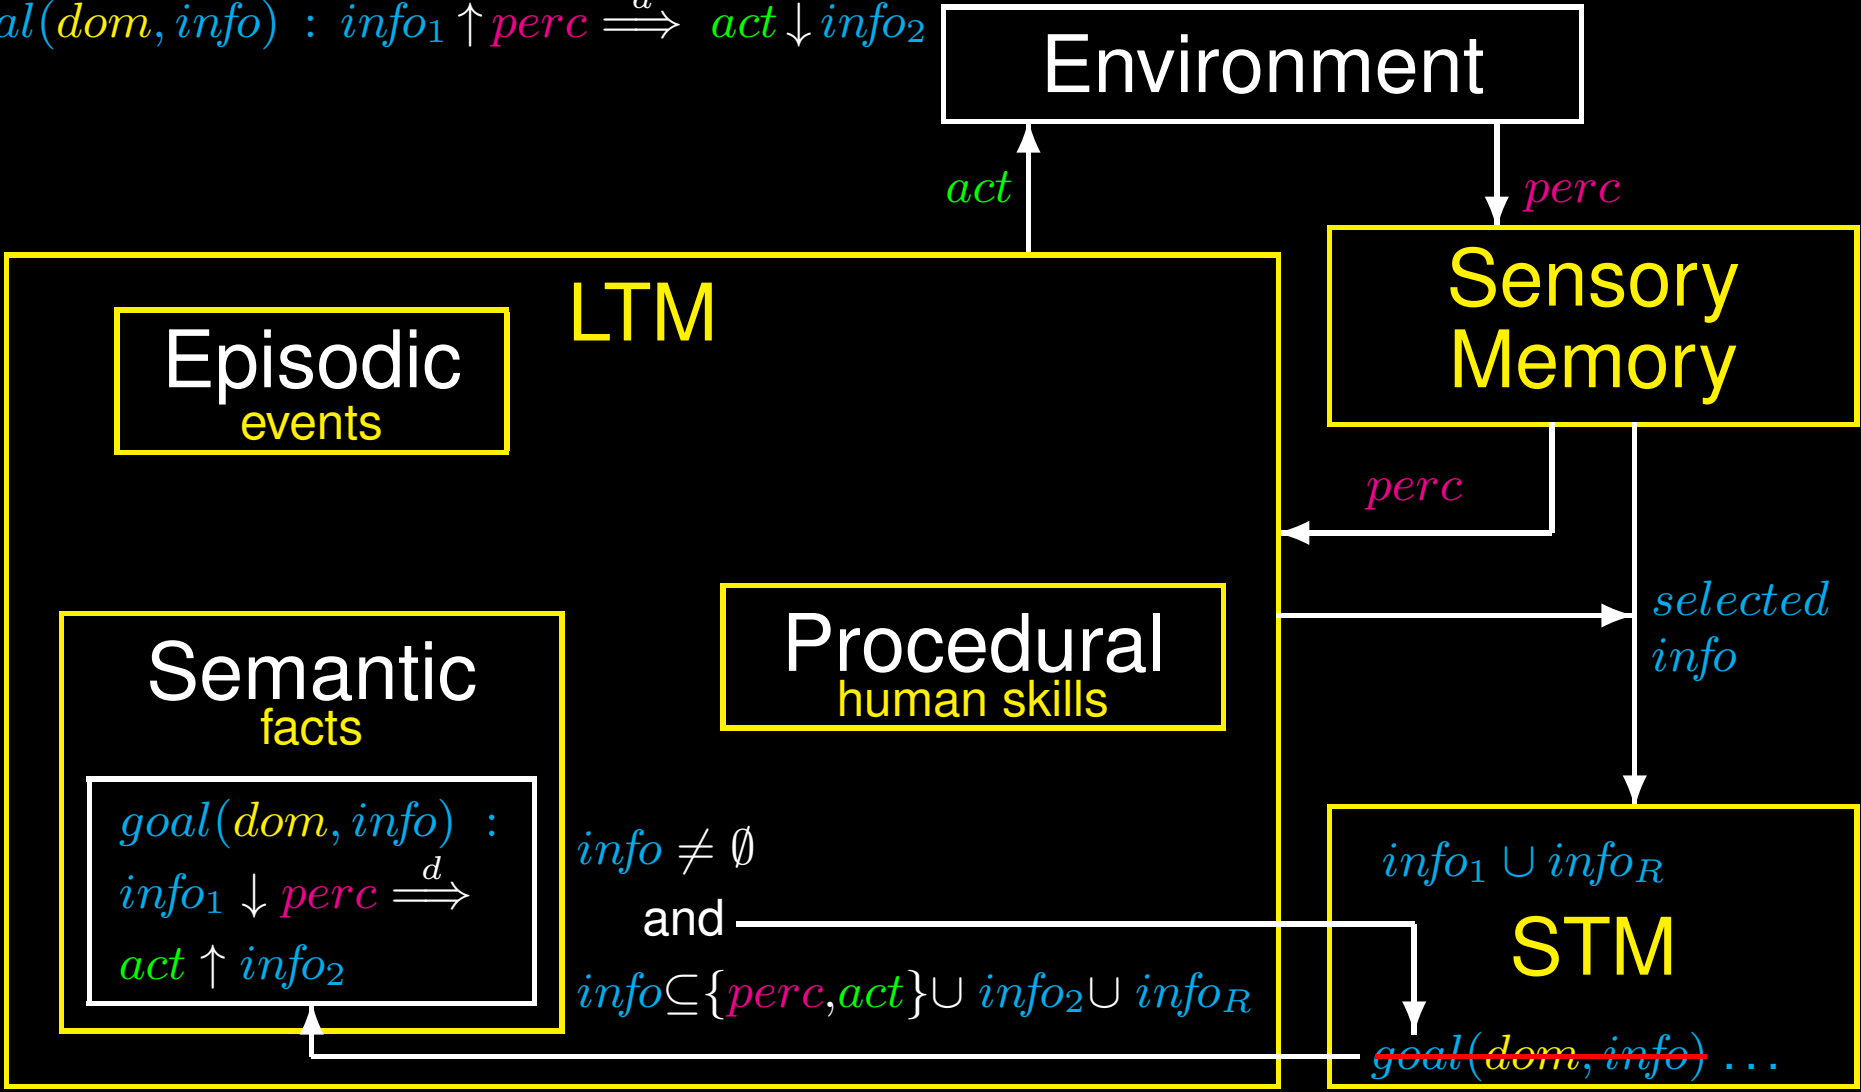 al(dom, info) : info₁ ↑ perc ⟹ act ↓ info₂
Environment
act
perc
LTM
Sensory
Memory
Episodic
events
perc
selected
info
Procedural
human skills
Semantic
facts
goal(dom, info) :
info₁ ↓ perc ⟹ᵈ
act ↑ info₂
info ≠ ∅
and
info⊆{perc,act}∪ info₂∪ info_R
info₁ ∪ info_R
STM
goal(dom, info) ...